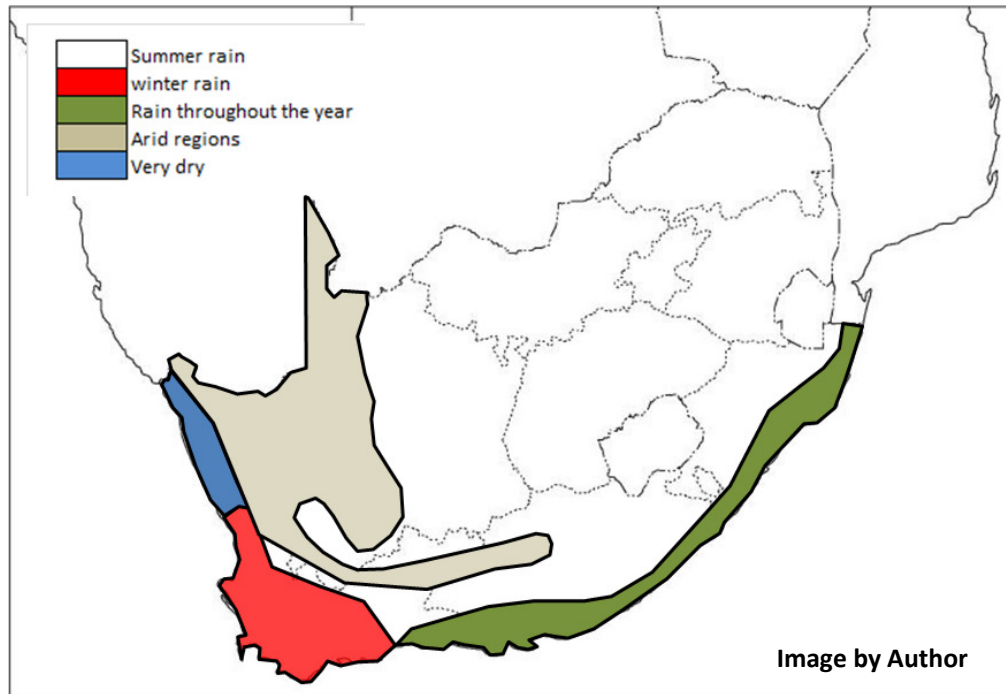 Summer rain
winter rain
Rain throughout the year
Arid regions
Very dry
Image by Author